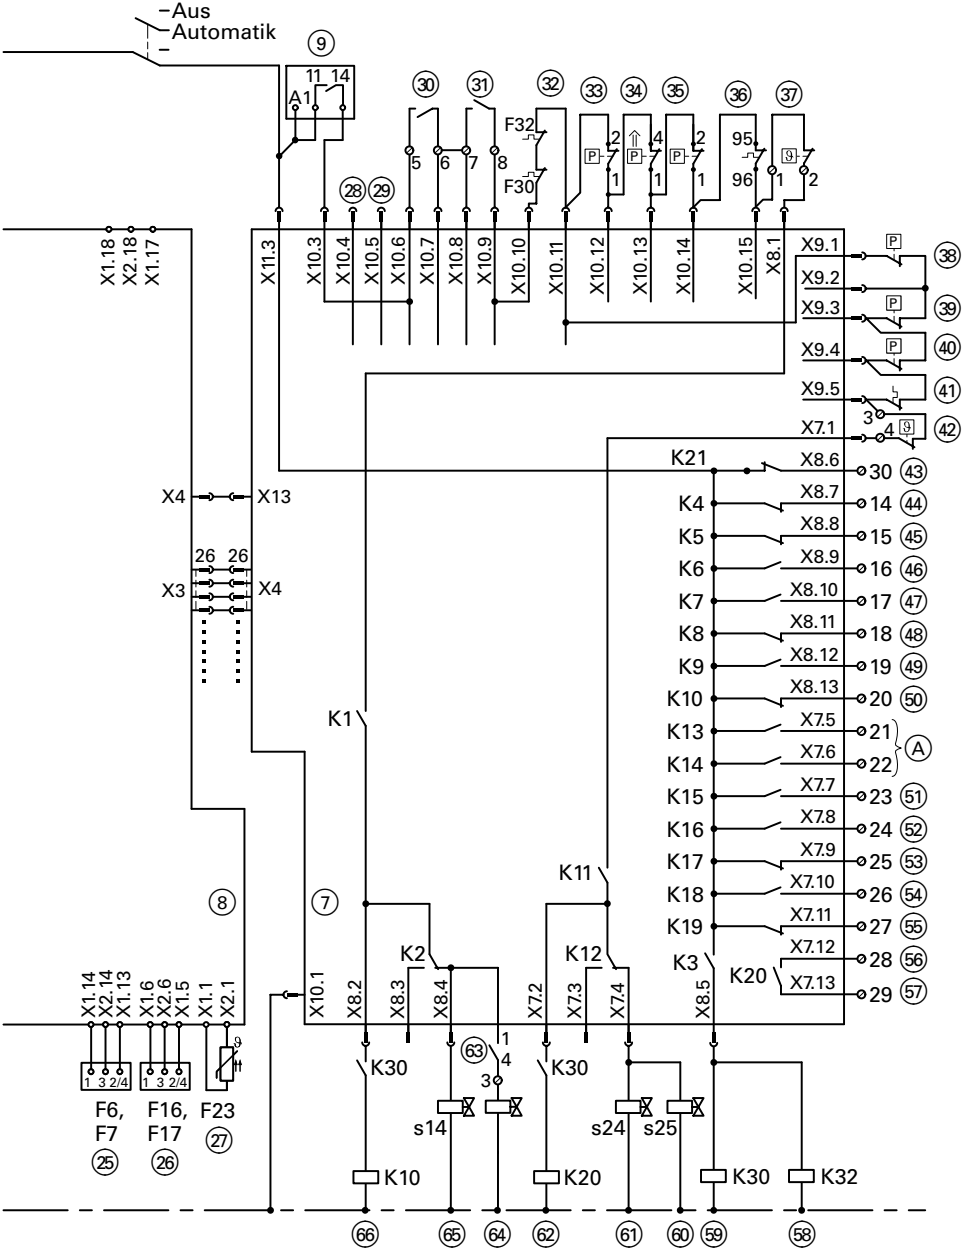 Aus
Automatik
9
11 14
A1
30
31
32
33
34
35
36
37
F32
F30
5
6
7
8
28
29
2
4
2
95
P
P
P
ϑ
1
1
1
96
1
2
X1.18
X2.18
X1.17
X11.3
X10.3
X10.4
X10.5
X10.6
X10.7
X10.8
X10.9
X10.10
X10.11
X10.12
X10.13
X10.14
X10.15
X8.1
X9.1
P
38
X9.2
X9.3
P
39
X9.4
P
40
X9.5
41
3
X7.1
4
ϑ
42
K21
X8.6
30 43
X4
X13
K4
X8.7
14 44
K5
X8.8
15 45
26 26
X3
X4
K6
X8.9
16 46
K7
X8.10
17 47
K8
X8.11
18 48
K9
X8.12
19 49
K10
X8.13
20 50
K1
K13
X7.5
21
A
K14
X7.6
22
K15
X7.7
23 51
K16
X7.8
24 52
K17
X7.9
25 53
K11
K18
X7.10
26 54
8
7
K19
X7.11
27 55
K2
K12
K3
K20
X7.12
28 56
X7.13
29 57
X1.14
X2.14
X1.13
X1.6
X2.6
X1.5
X1.1
X2.1
X10.1
X8.2
X8.3
X8.4
X7.2
X7.3
X7.4
X8.5
ϑ
63
1
4
3
K30
K30
1 3 2/4
1 3 2/4
F6,
F7
25
F16,
F17
26
F23
27
s14
s24
s25
K10
K20
K30
K32
66
65
64
62
61
60
59
58